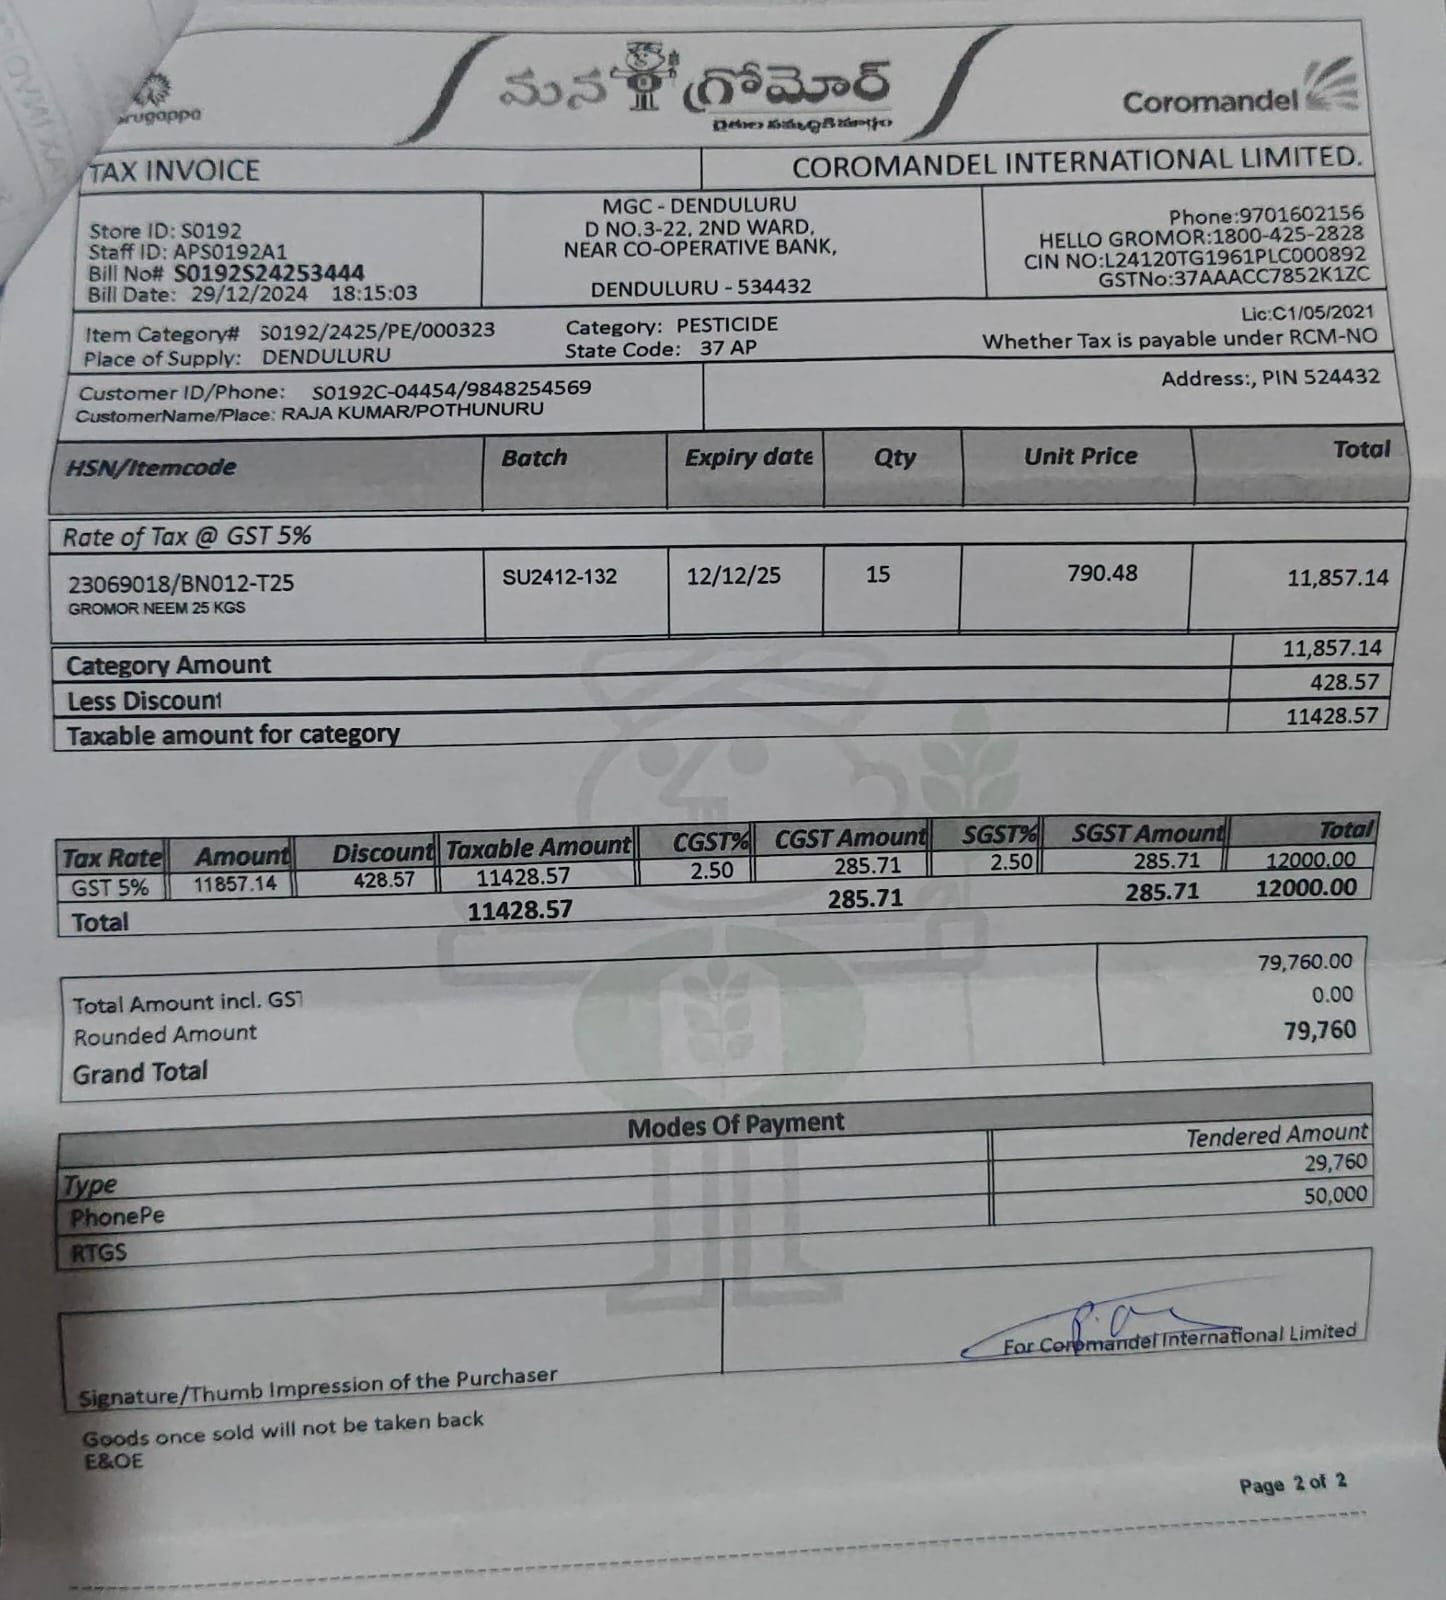 మన గ్రోమోర్
Coromandel
TAX INVOICE
COROMANDEL INTERNATIONAL LIMITED.
Store ID: S0192
Staff ID: APS0192A1
Bill No# S0192S24253444
Bill Date: 29/12/2024 18:15:03
MGC - DENDULURU
D NO.3-22, 2ND WARD,
NEAR CO-OPERATIVE BANK,
DENDULURU - 534432
Phone:9701602156
HELLO GROMOR:1800-425-2828
CIN NO:L24120TG1961PLC000892
GSTNo:37AAACC7852K1ZC
Item Category# S0192/2425/PE/000323
Place of Supply: DENDULURU
Category: PESTICIDE
State Code: 37 AP
Lic:C1/05/2021
Whether Tax is payable under RCM-NO
Customer ID/Phone: S0192C-04454/9848254569
CustomerName/Place: RAJA KUMAR/POTHUNURU
Address:, PIN 524432
HSN/Itemcode Batch Expiry date Qty Unit Price Total
Rate of Tax @ GST 5%
23069018/BN012-T25 SU2412-132 12/12/25 15 790.48 11,857.14
GROMOR NEEM 25 KGS
Category Amount 11,857.14
Less Discount 428.57
Taxable amount for category 11428.57
Tax Rate Amount Discount Taxable Amount CGST% CGST Amount SGST% SGST Amount Total
GST 5% 11857.14 428.57 11428.57 2.50 285.71 2.50 285.71 12000.00
Total 11428.57 285.71 285.71 12000.00
Total Amount incl. GST 79,760.00
Rounded Amount 0.00
Grand Total 79,760
Modes Of Payment
Type Tendered Amount
PhonePe 29,760
RTGS 50,000
Signature/Thumb Impression of the Purchaser
For Coromandel International Limited
Goods once sold will not be taken back
E&OE
Page 2 of 2